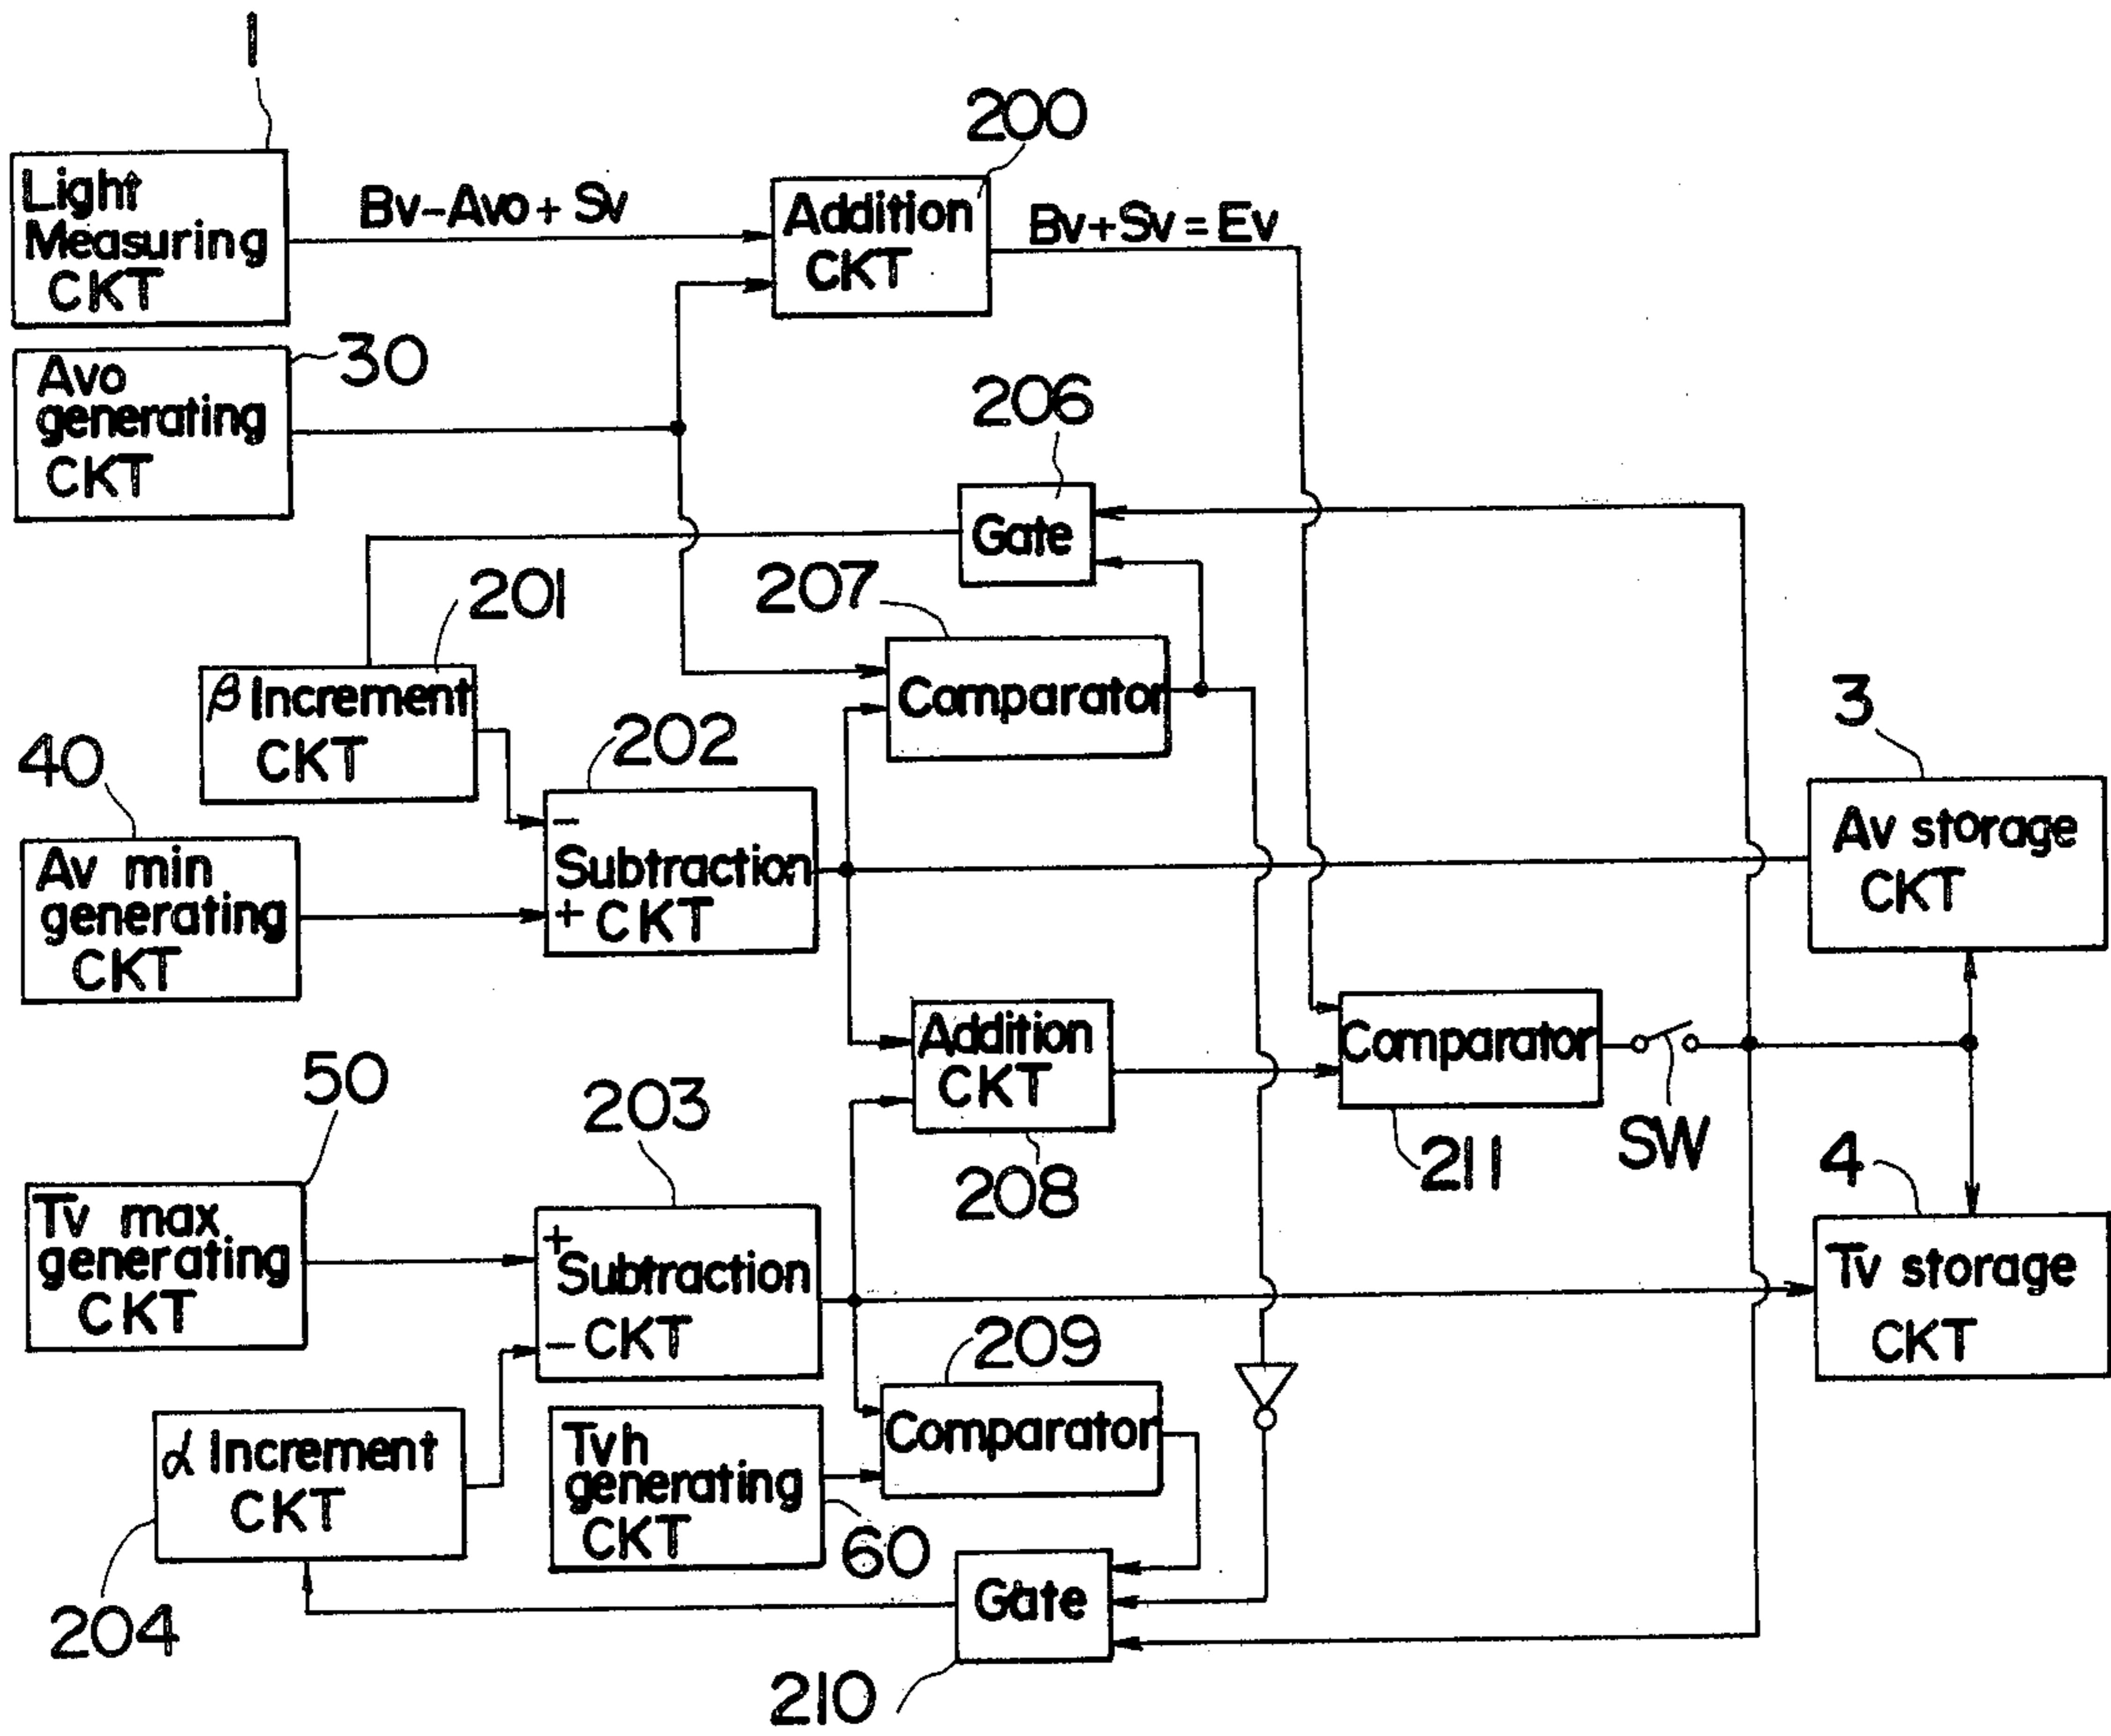 1
200
Light
Measuring
CKT
Bv-Avo+Sv
Addition
CKT
Bv+Sv=Ev
30
Avo
generating
CKT
206
Gate
201
207
β Increment
CKT
202
Comparator
3
40
Av min
generating
CKT
-
Subtraction
+ CKT
Av storage
CKT
Addition
CKT
Comparator
50
203
208
211
SW
4
Tv max
generating
CKT
+
Subtraction
- CKT
Tv storage
CKT
209
α Increment
CKT
Tvh
generating
CKT
Comparator
60
204
Gate
210